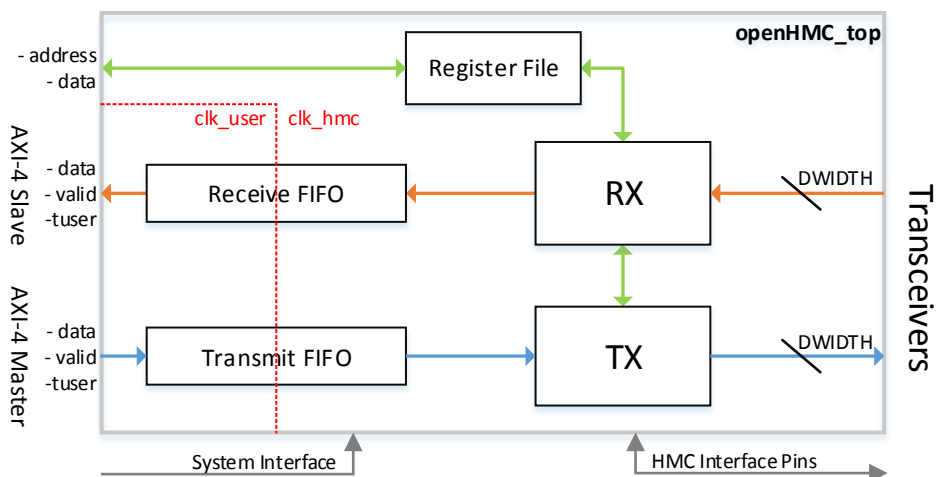 openHMC_top
- address
- data
Register File
clk_user
clk_hmc
AXI-4 Slave
- data
- valid
-tuser
Receive FIFO
RX
DWIDTH
Transceivers
AXI-4 Master
- data
- valid
-tuser
Transmit FIFO
TX
DWIDTH
System Interface
HMC Interface Pins